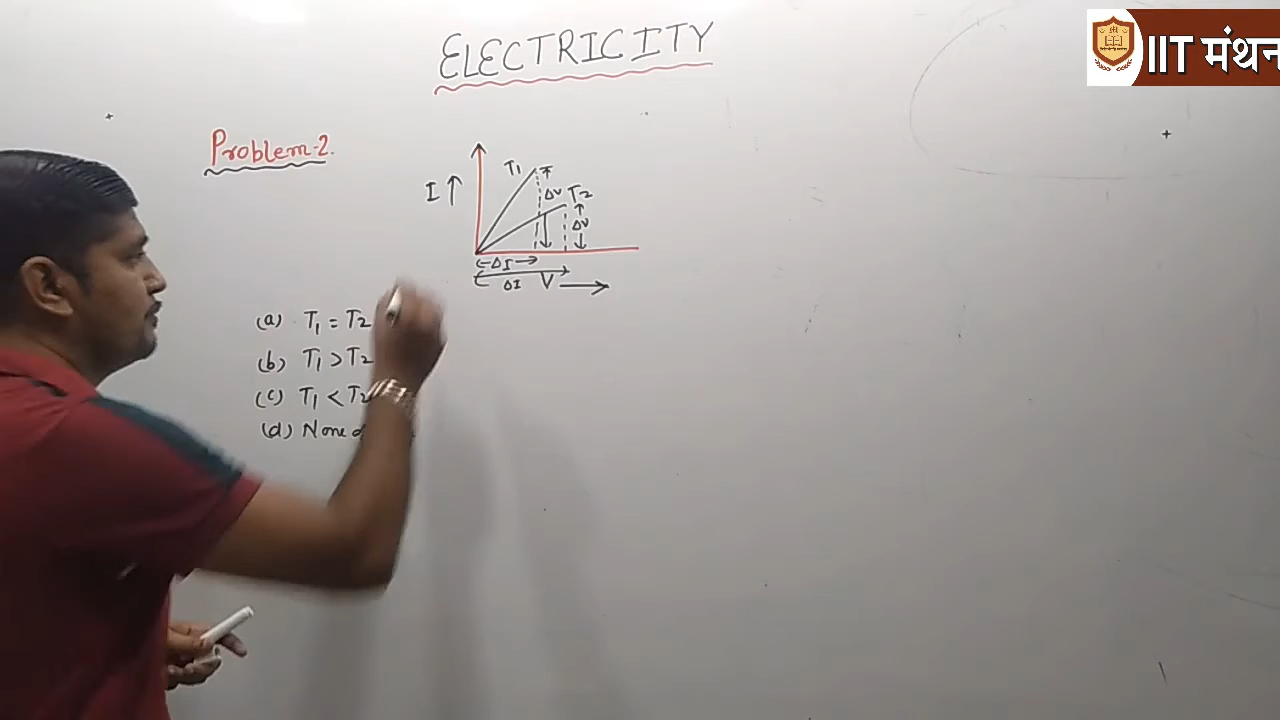 ELECTRICITY
IIT मंथन
Problem-2.
I ↑
T1
ΔV
T2
ΔV
ΔI
ΔI
V
(a) T1 = T2
(b) T1 > T2
(c) T1 < T2
(d) None